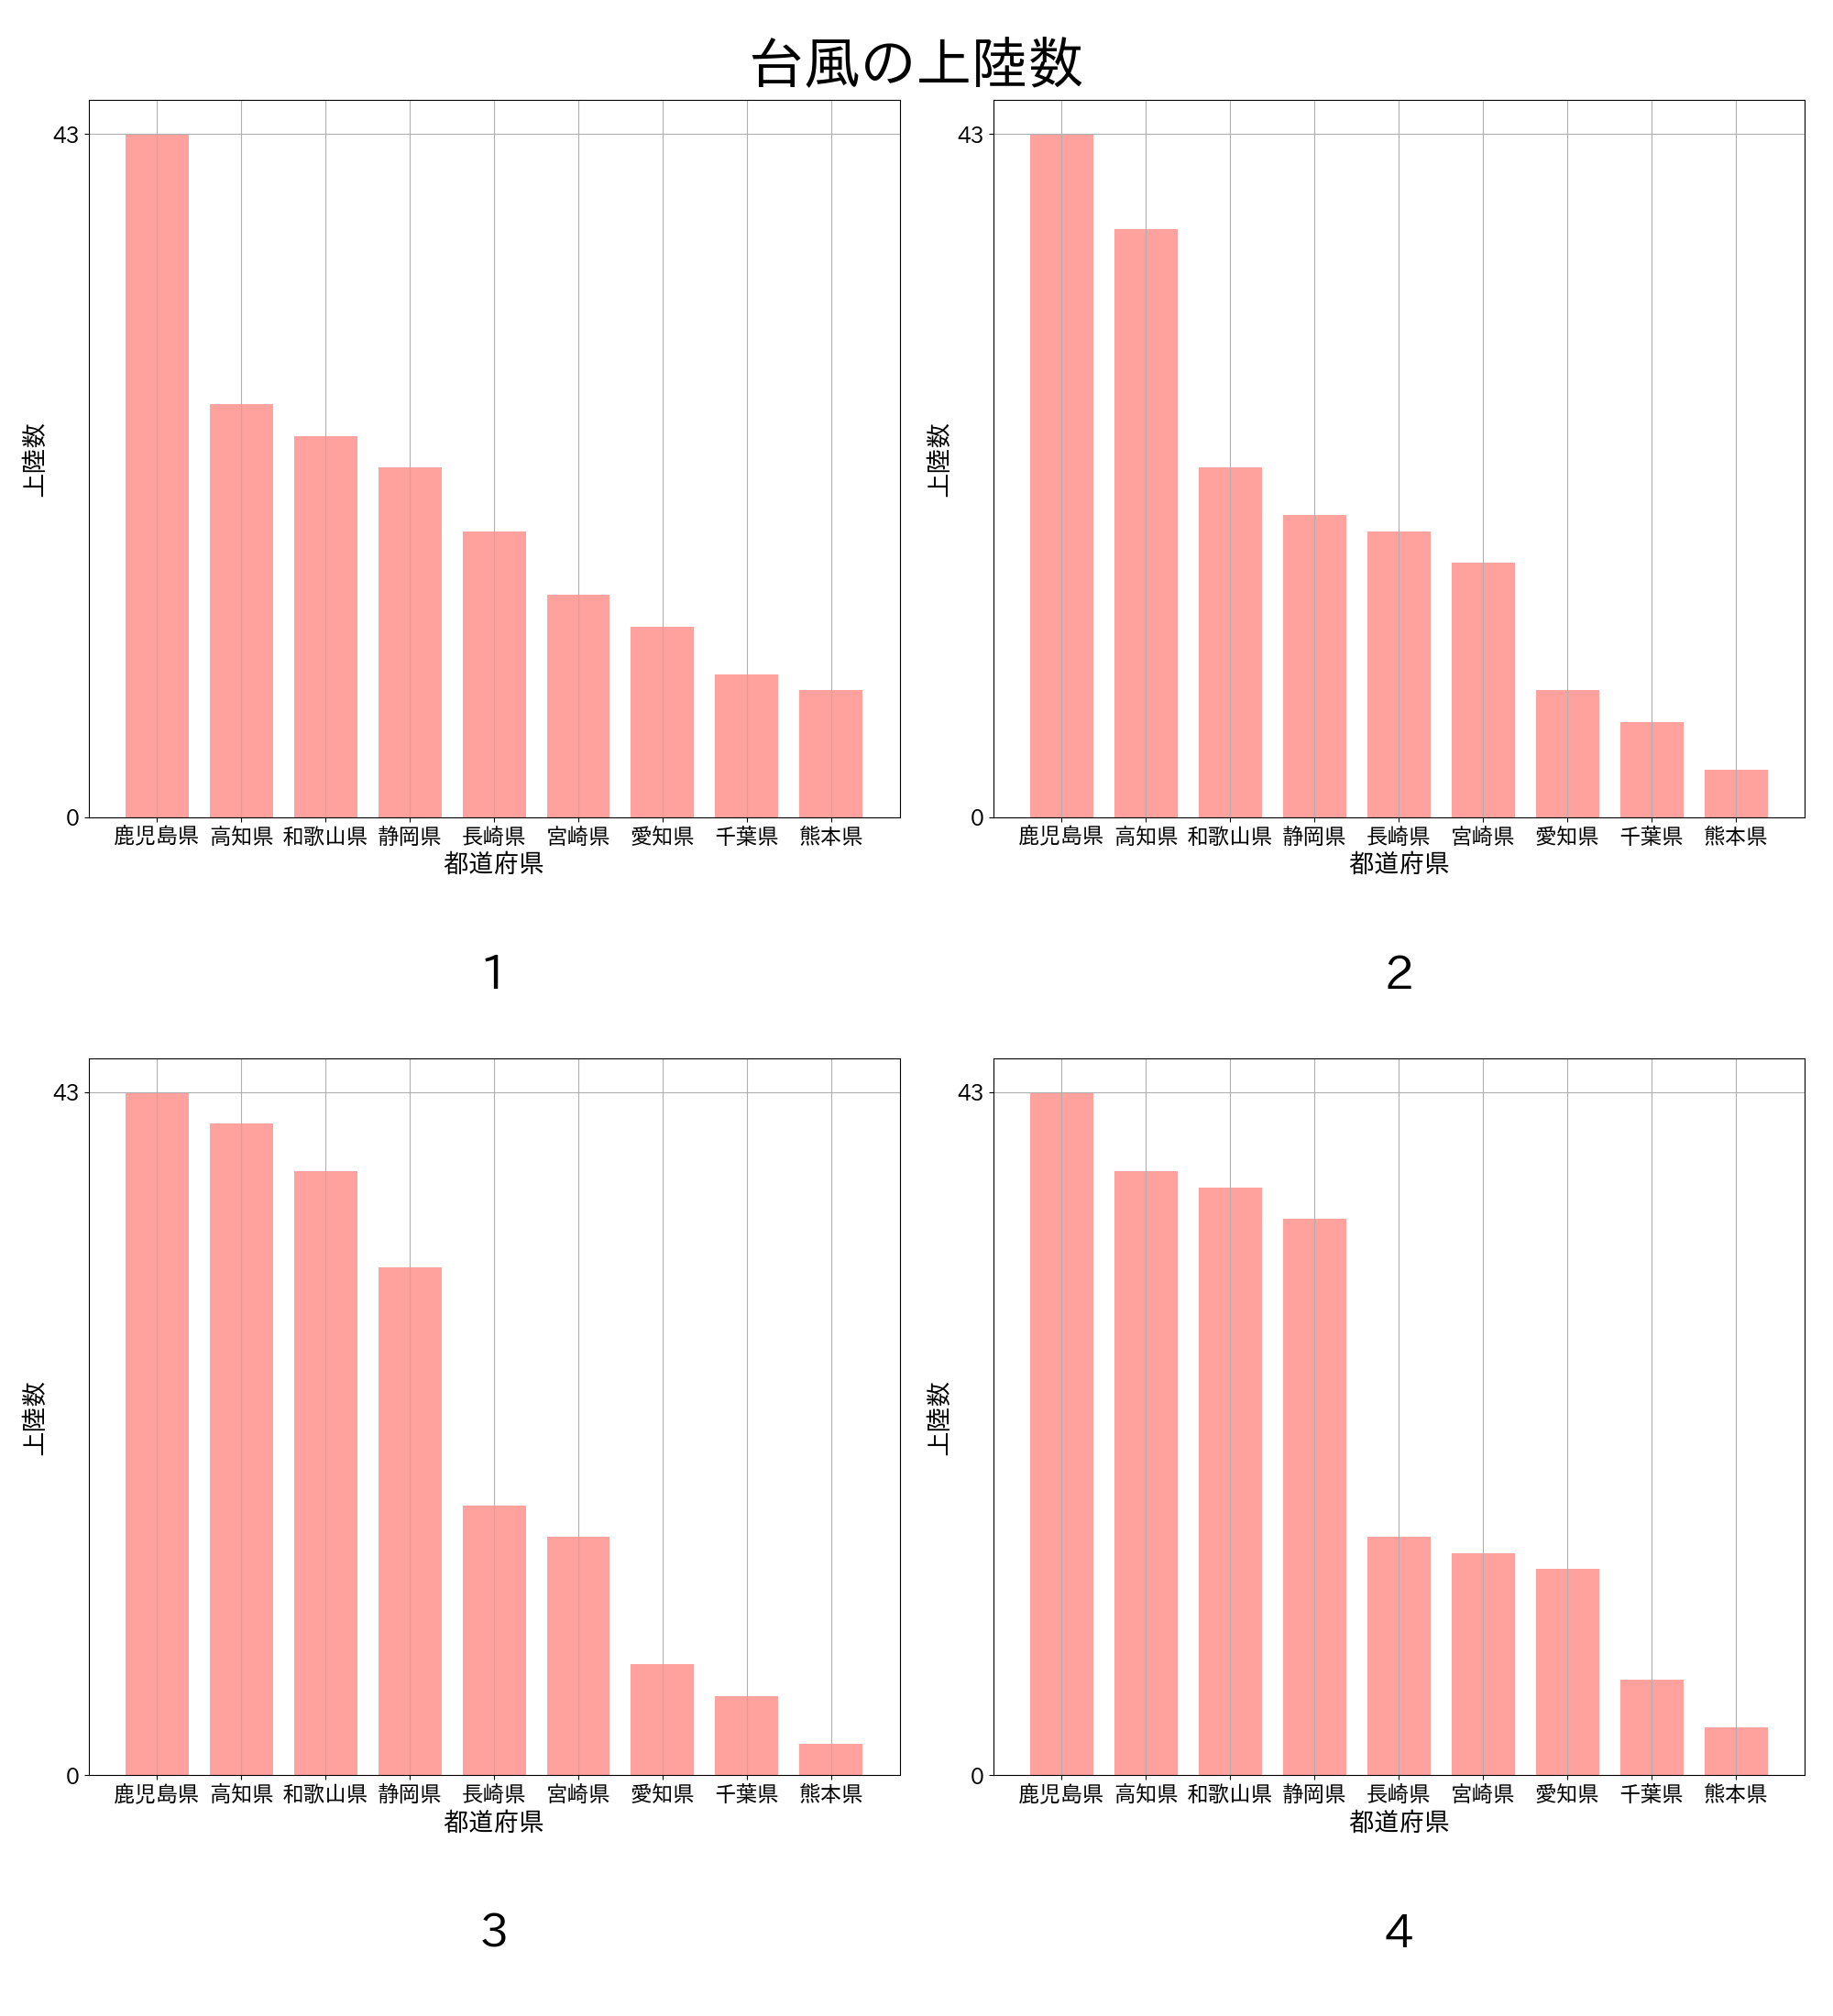 台風の上陸数
43
0
上陸数
鹿児島県 高知県 和歌山県 静岡県 長崎県 宮崎県 愛知県 千葉県 熊本県
都道府県
1
43
0
上陸数
鹿児島県 高知県 和歌山県 静岡県 長崎県 宮崎県 愛知県 千葉県 熊本県
都道府県
2
43
0
上陸数
鹿児島県 高知県 和歌山県 静岡県 長崎県 宮崎県 愛知県 千葉県 熊本県
都道府県
3
43
0
上陸数
鹿児島県 高知県 和歌山県 静岡県 長崎県 宮崎県 愛知県 千葉県 熊本県
都道府県
4